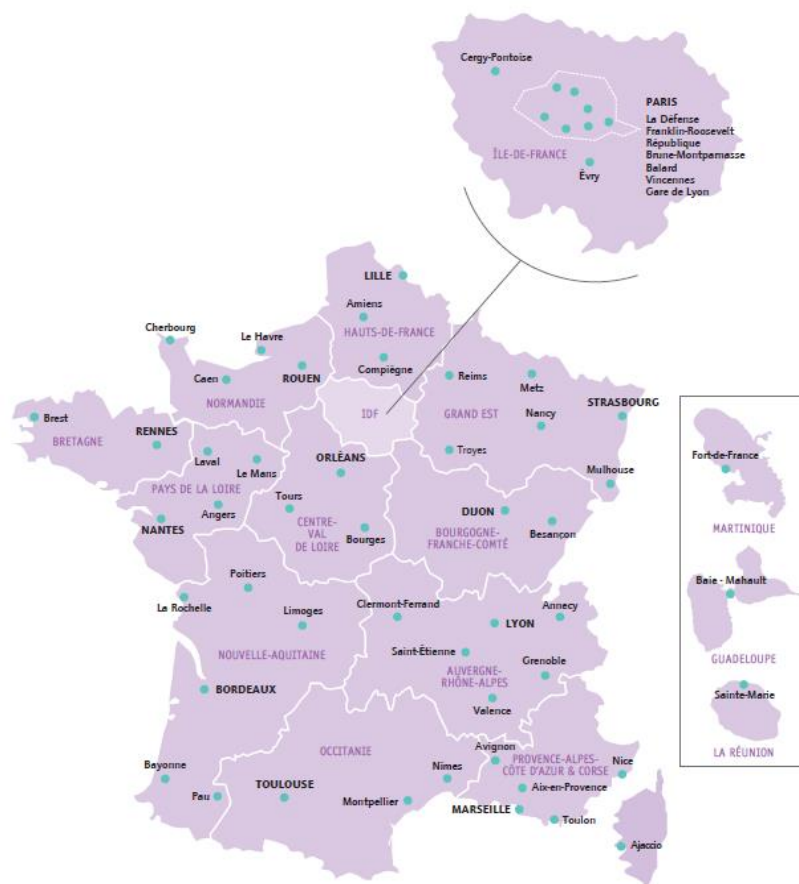 Cergy-Pontoise
PARIS
La Défense
Franklin-Roosevelt
République
Brune-Montparnasse
Balard
Vincennes
Gare de Lyon
ÎLE-DE-FRANCE
Évry
LILLE
Amiens
HAUTS-DE-FRANCE
Cherbourg
Le Havre
Compiègne
Caen
ROUEN
NORMANDIE
Reims
Metz
IDF
GRAND EST
STRASBOURG
Nancy
Brest
BRETAGNE
RENNES
Laval
Le Mans
ORLÉANS
Troyes
Mulhouse
PAYS DE LA LOIRE
Tours
Angers
NANTES
CENTRE-
VAL
DE LOIRE
Bourges
DIJON
BOURGOGNE-
FRANCHE-COMTÉ
Besançon
Poitiers
La Rochelle
Limoges
Clermont-Ferrand
Annecy
LYON
NOUVELLE-AQUITAINE
Saint-Étienne
AUVERGNE-
RHÔNE-ALPES
Grenoble
BORDEAUX
Valence
OCCITANIE
Avignon
PROVENCE-ALPES-
CÔTE D'AZUR & CORSE
Nice
Bayonne
Pau
TOULOUSE
Nîmes
Montpellier
Aix-en-Provence
MARSEILLE
Toulon
Ajaccio
Fort-de-France
MARTINIQUE
Baie - Mahault
GUADELOUPE
Sainte-Marie
LA RÉUNION